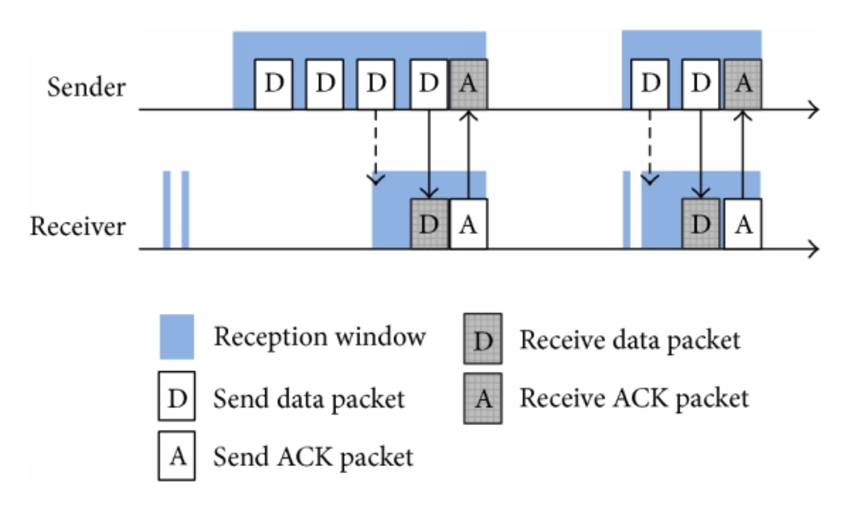 Sender D D D D A D D A
Receiver D A D A
Reception window D Receive data packet
D Send data packet A Receive ACK packet
A Send ACK packet